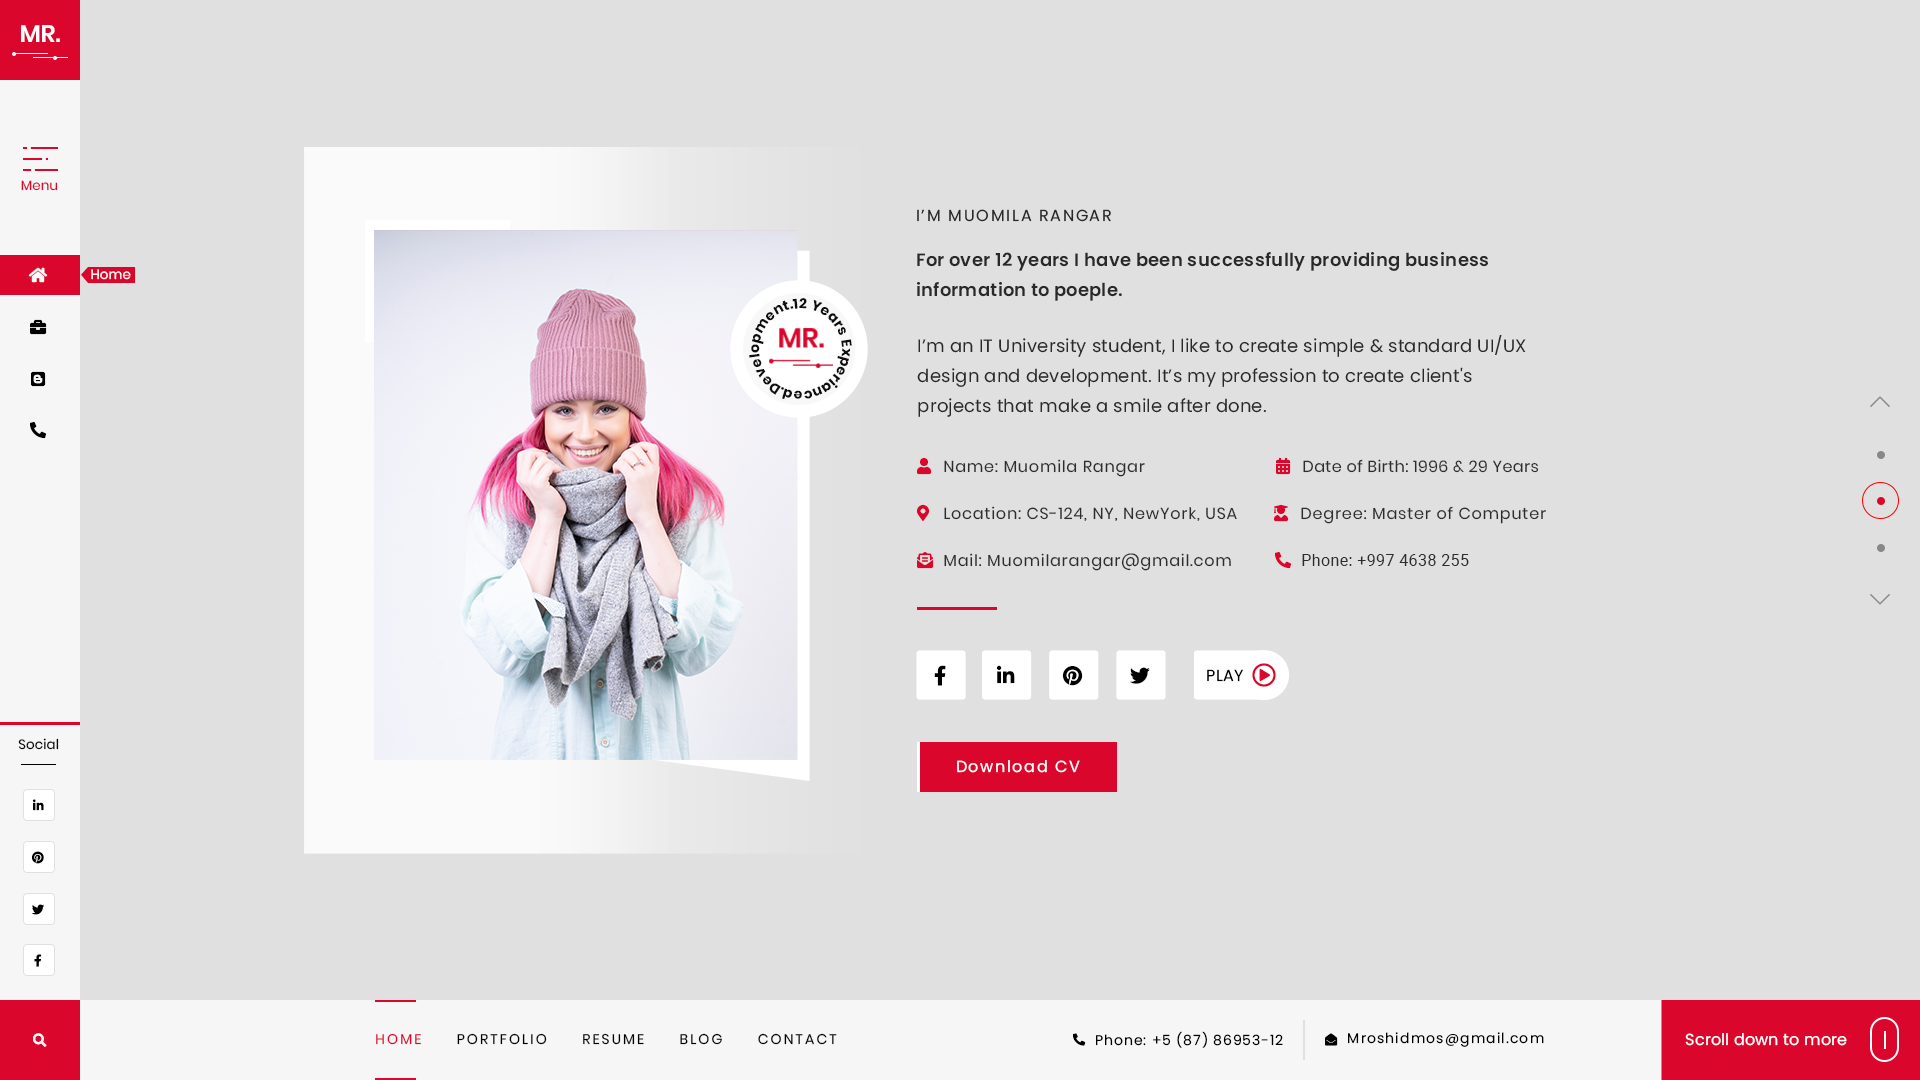 MR.
Menu
Home
Social
I'M MUOMILA RANGAR
For over 12 years I have been successfully providing business
information to poeple.
I'm an IT University student, I like to create simple & standard UI/UX
design and development. It's my profession to create client's
projects that make a smile after done.
12 Years Experianced.Development.
MR.
Name: Muomila Rangar
Date of Birth: 1996 & 29 Years
Location: CS-124, NY, NewYork, USA
Degree: Master of Computer
Mail: Muomilarangar@gmail.com
Phone: +997 4638 255
PLAY
Download CV
HOME PORTFOLIO RESUME BLOG CONTACT
Phone: +5 (87) 86953-12
Mroshidmos@gmail.com
Scroll down to more